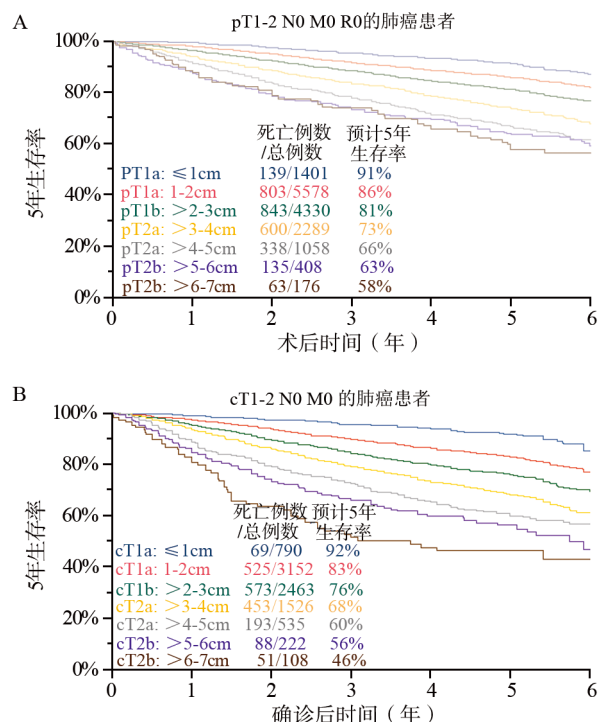 A
pT1-2 N0 M0 R0的肺癌患者
100%
80%
60%
40%
20%
0%
5年生存率
死亡例数 预计5年
/总例数 生存率
PT1a: ≤1cm 139/1401 91%
pT1a: 1-2cm 803/5578 86%
pT1b: >2-3cm 843/4330 81%
pT2a: >3-4cm 600/2289 73%
pT2a: >4-5cm 338/1058 66%
pT2b: >5-6cm 135/408 63%
pT2b: >6-7cm 63/176 58%
0 1 2 3 4 5 6
术后时间（年）
B
cT1-2 N0 M0 的肺癌患者
100%
80%
60%
40%
20%
0%
5年生存率
死亡例数 预计5年
/总例数 生存率
cT1a: ≤1cm 69/790 92%
cT1a: 1-2cm 525/3152 83%
cT1b: >2-3cm 573/2463 76%
cT2a: >3-4cm 453/1526 68%
cT2a: >4-5cm 193/535 60%
cT2b: >5-6cm 88/222 56%
cT2b: >6-7cm 51/108 46%
0 1 2 3 4 5 6
确诊后时间（年）